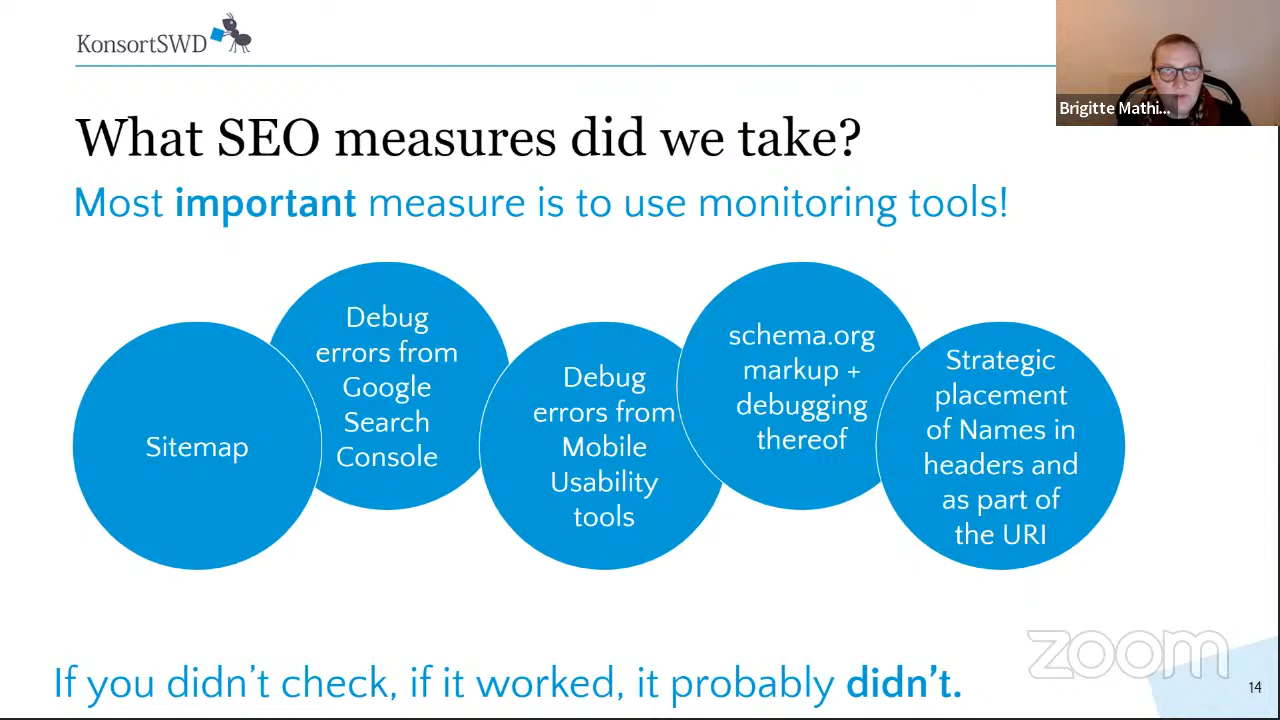 KonsortSWD
Brigitte Mathi...
What SEO measures did we take?
Most important measure is to use monitoring tools!
Sitemap
Debug
errors from
Google
Search
Console
Debug
errors from
Mobile
Usability
tools
schema.org
markup +
debugging
thereof
Strategic
placement
of Names in
headers and
as part of
the URI
zoom
If you didn't check, if it worked, it probably didn't.
14